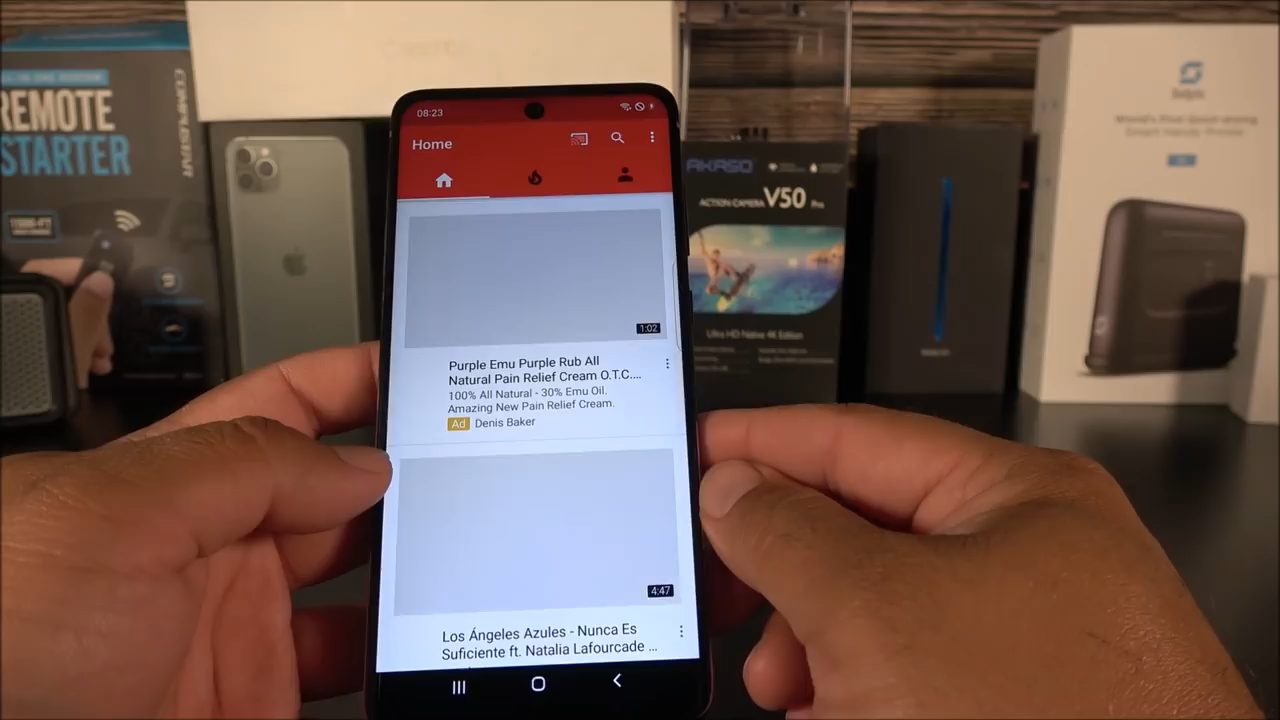 REMOTE
STARTER
COMPUSTAR
08:23
Home
1:02
Purple Emu Purple Rub All
Natural Pain Relief Cream O.T.C....
100% All Natural - 30% Emu Oil.
Amazing New Pain Relief Cream.
Ad Denis Baker
4:47
Los Ángeles Azules - Nunca Es
Suficiente ft. Natalia Lafourcade ...
AKASO
ACTION CAMERA V50 Pro
Ultra HD Native 4K Edition